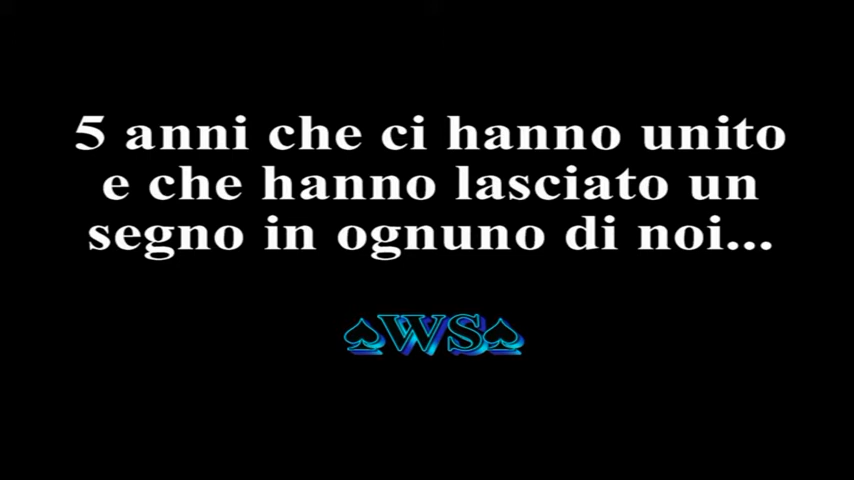 5 anni che ci hanno unito
e che hanno lasciato un
segno in ognuno di noi...
♠WS♠